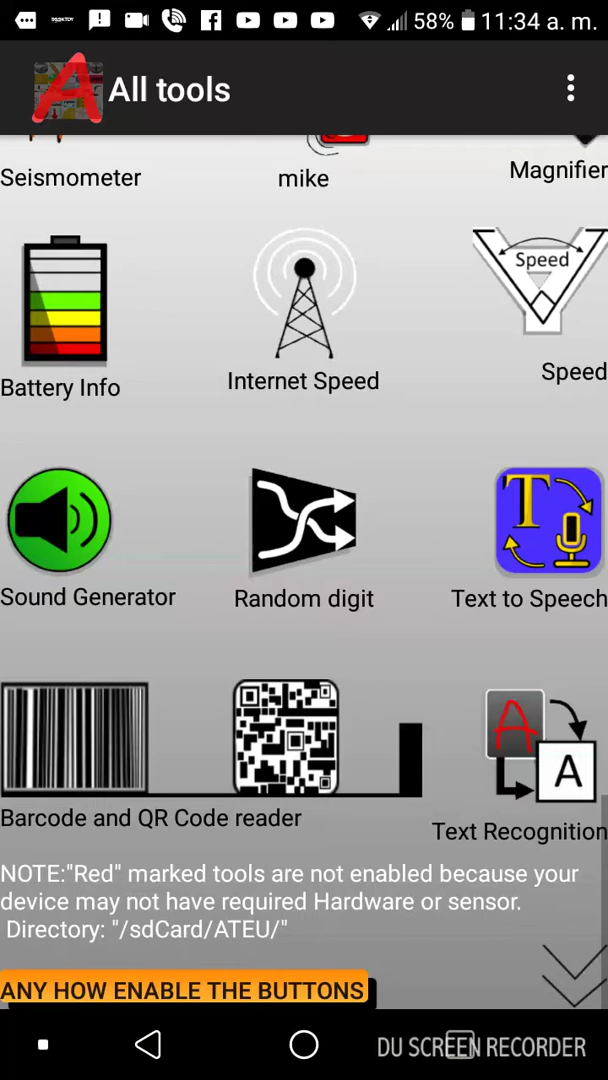 58% 11:34 a. m.
A All tools
Seismometer mike Magnifier
Speed
Battery Info Internet Speed Speed
T
Sound Generator Random digit Text to Speech
A
A
Barcode and QR Code reader Text Recognition
NOTE:"Red" marked tools are not enabled because your
device may not have required Hardware or sensor.
Directory: "/sdCard/ATEU/"
ANY HOW ENABLE THE BUTTONS
DU SCREEN RECORDER